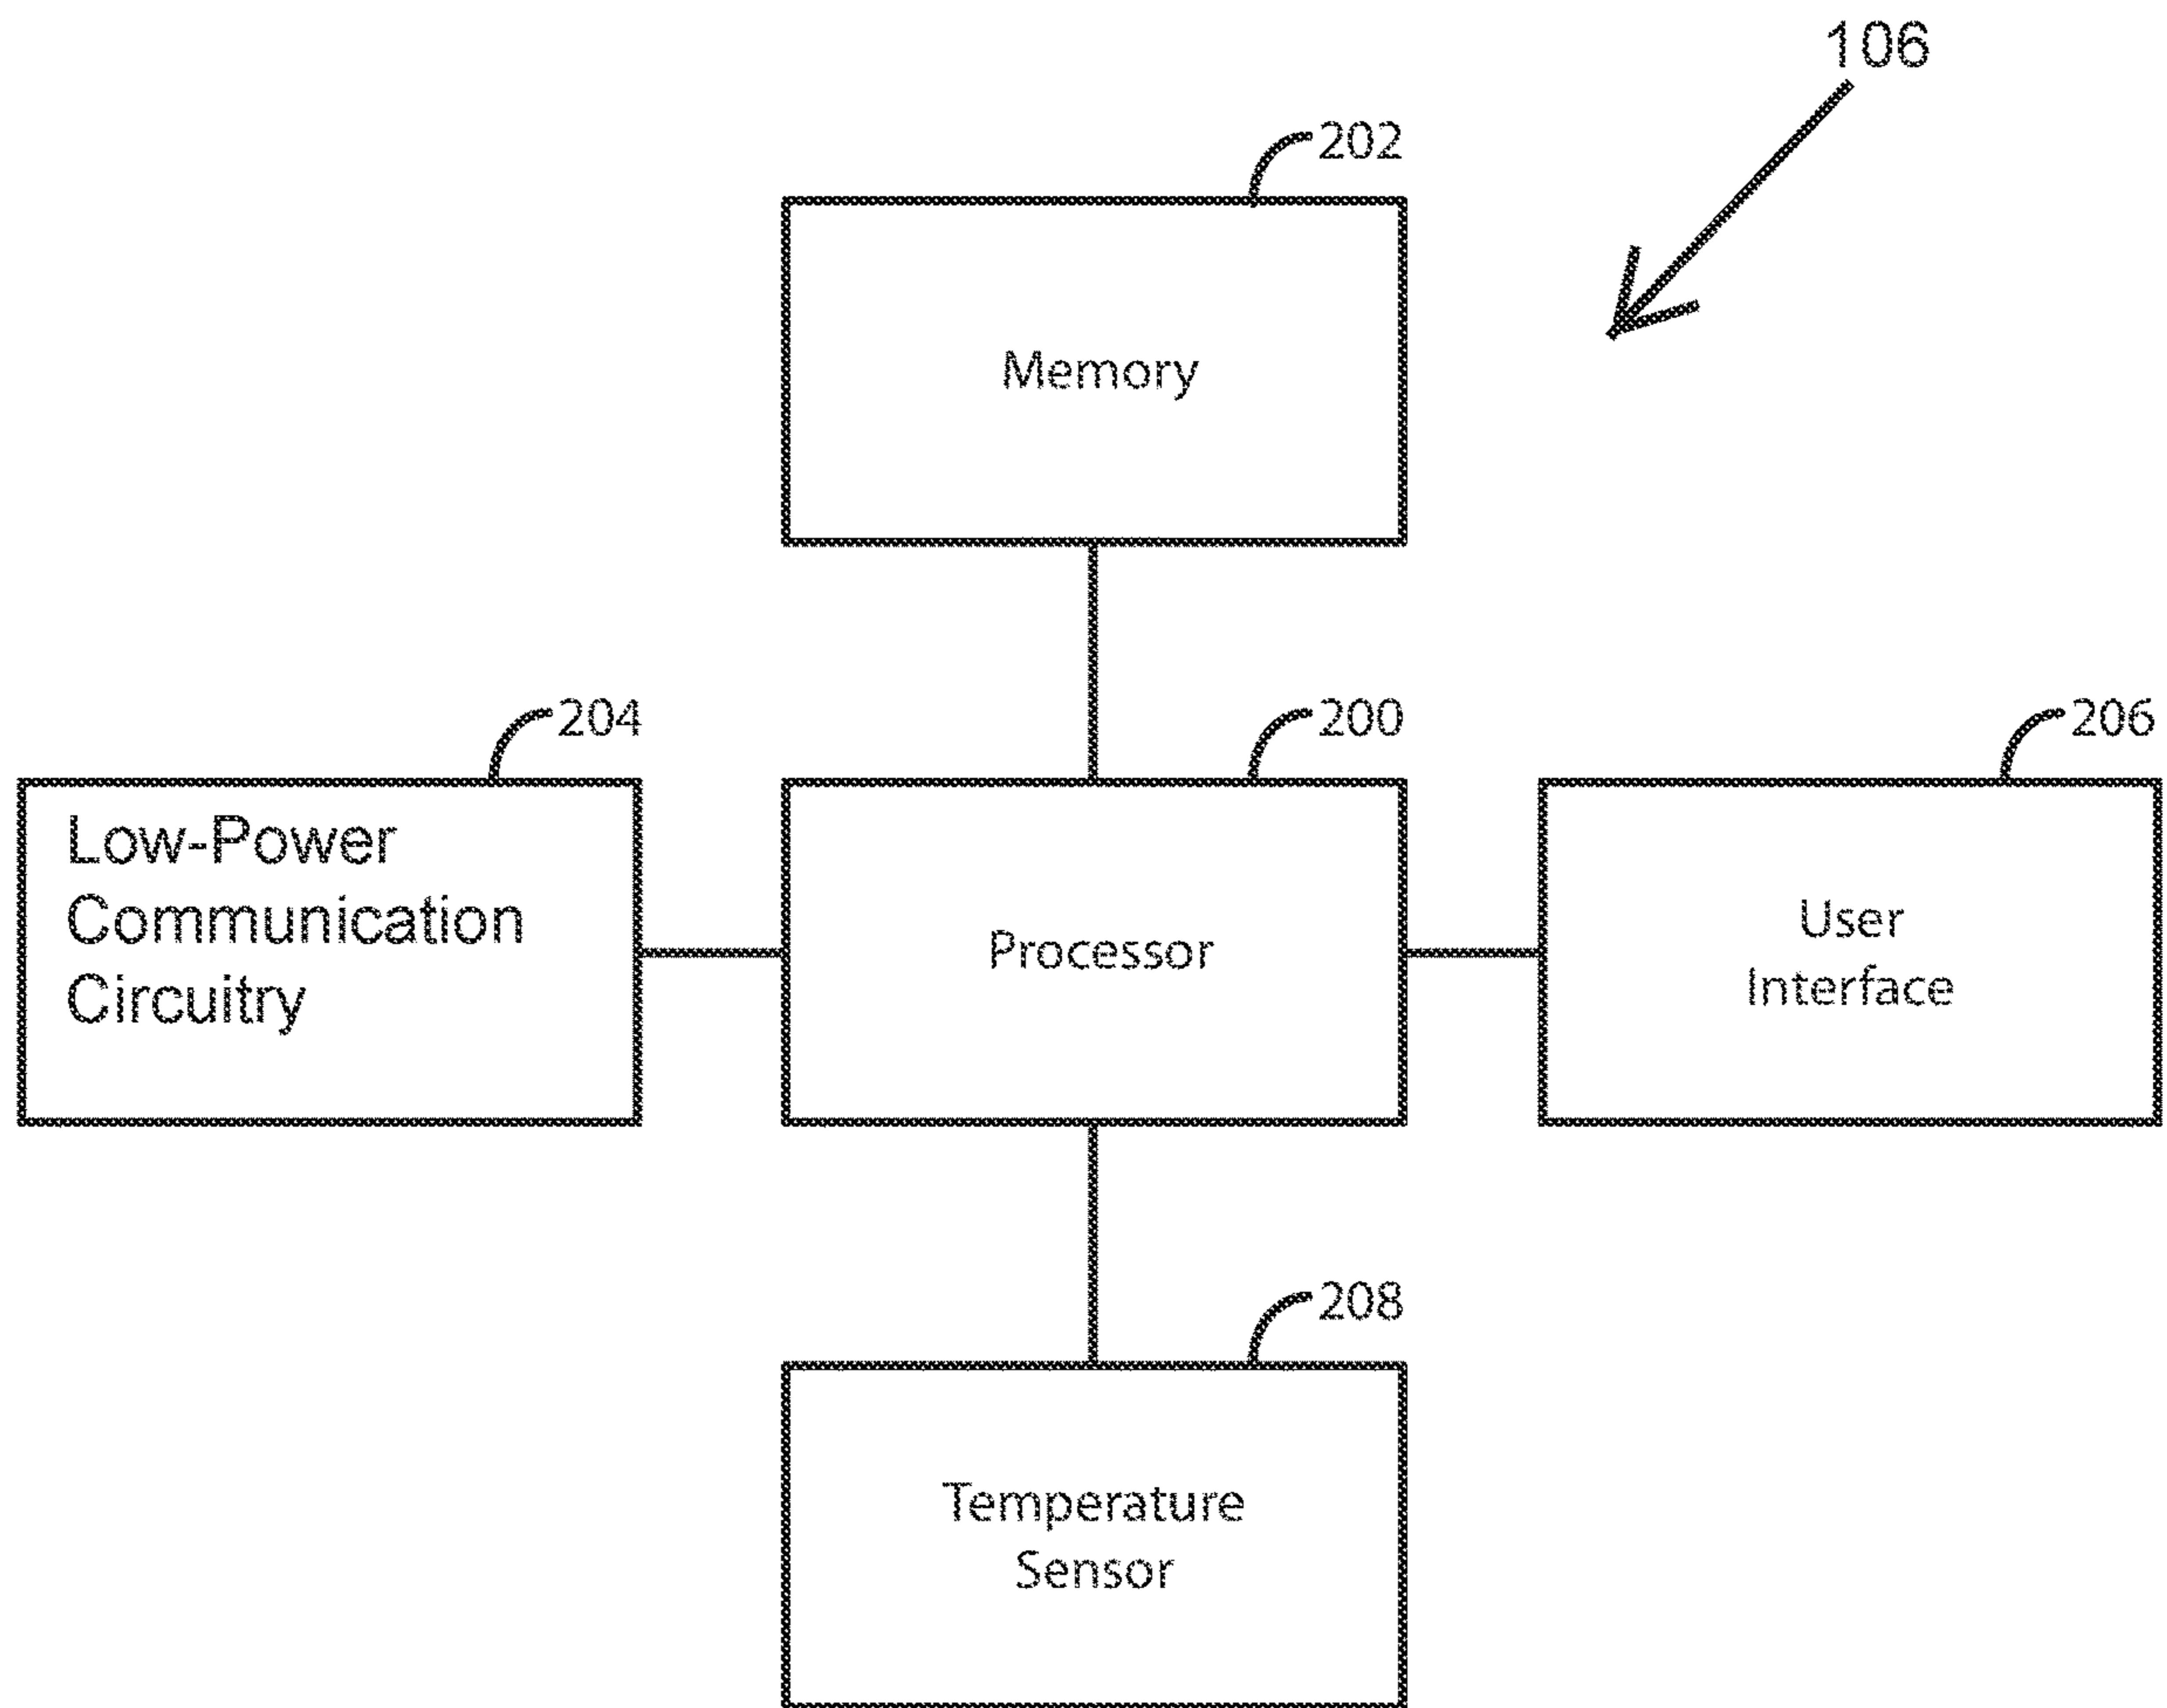 106
202
Memory
204
200
206
Low-Power
Communication
Circuitry
Processor
User
Interface
208
Temperature
Sensor